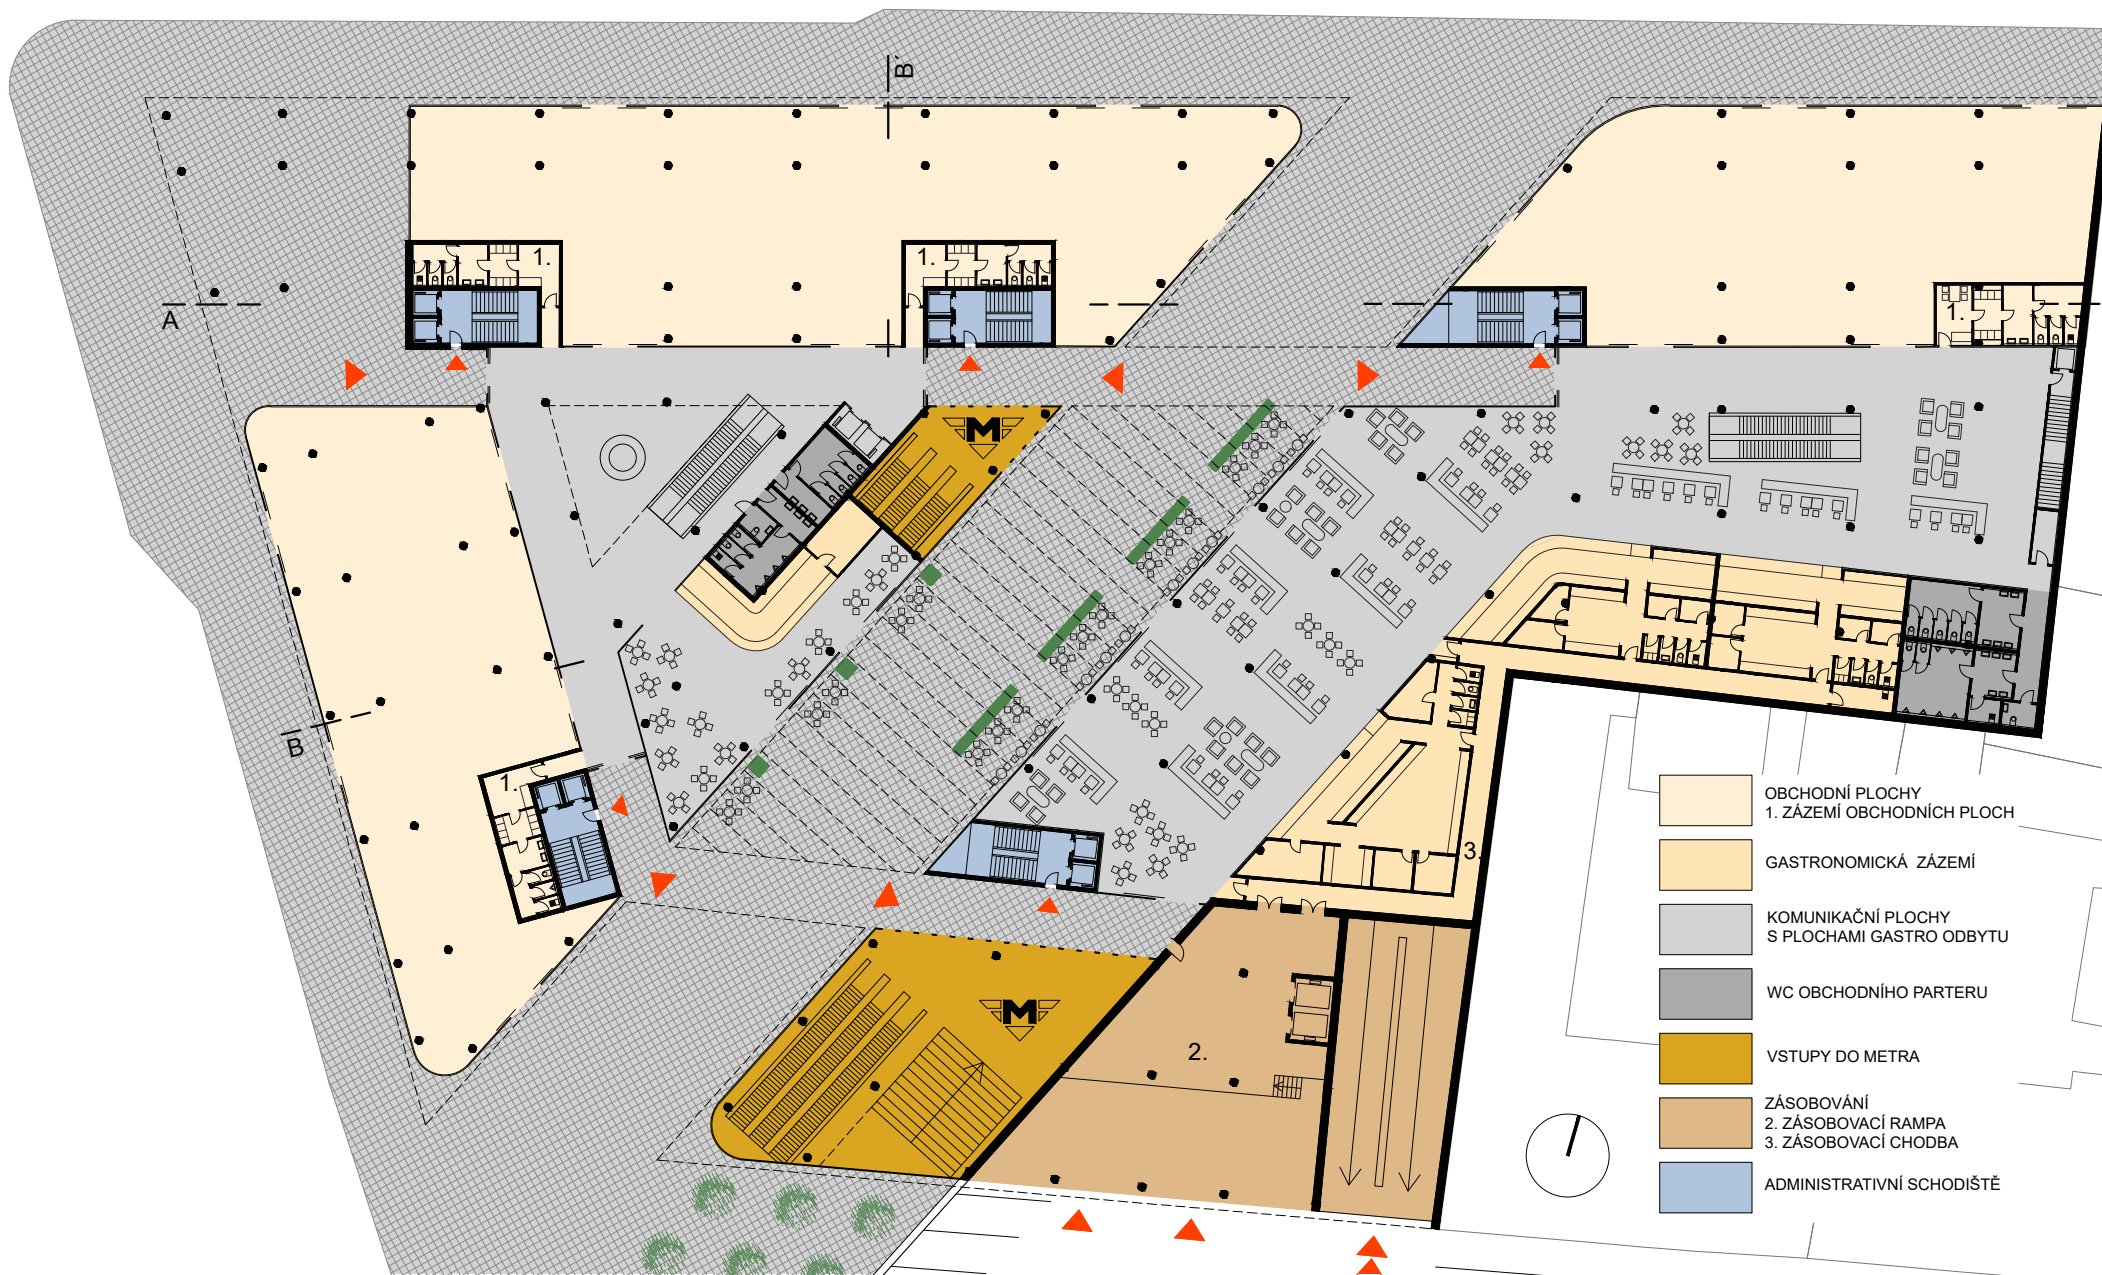 B'
1.
1.
A
1.
M
B
1.
3.
2.
M
OBCHODNÍ PLOCHY
1. ZÁZEMÍ OBCHODNÍCH PLOCH
GASTRONOMICKÁ ZÁZEMÍ
KOMUNIKAČNÍ PLOCHY
S PLOCHAMI GASTRO ODBYTU
WC OBCHODNÍHO PARTERU
VSTUPY DO METRA
ZÁSOBOVÁNÍ
2. ZÁSOBOVACÍ RAMPA
3. ZÁSOBOVACÍ CHODBA
ADMINISTRATIVNÍ SCHODIŠTĚ